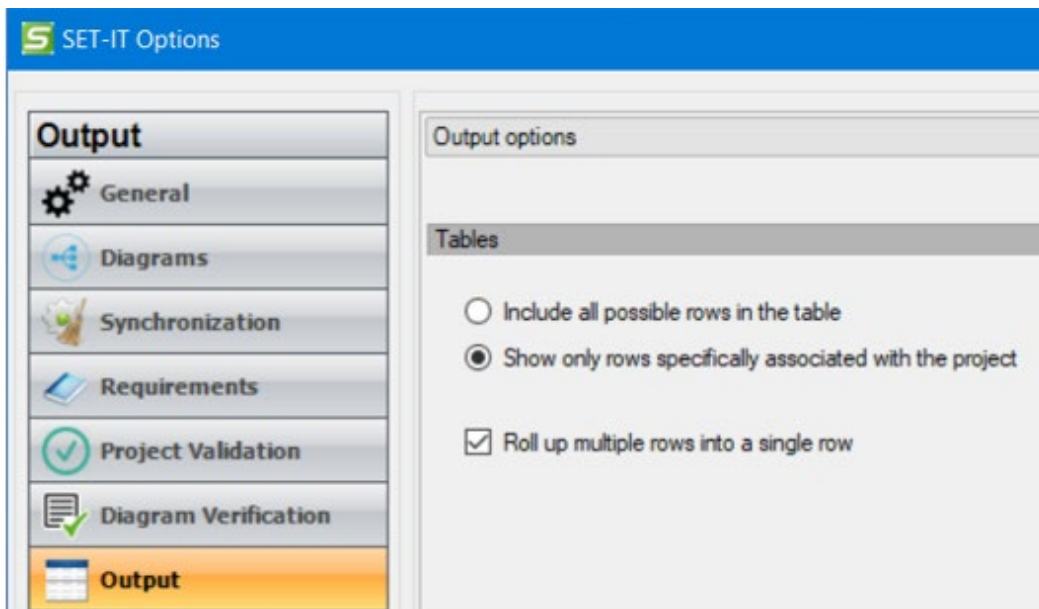 SET-IT Options
Output
General
Diagrams
Synchronization
Requirements
Project Validation
Diagram Verification
Output
Output options
Tables
Include all possible rows in the table
Show only rows specifically associated with the project
Roll up multiple rows into a single row